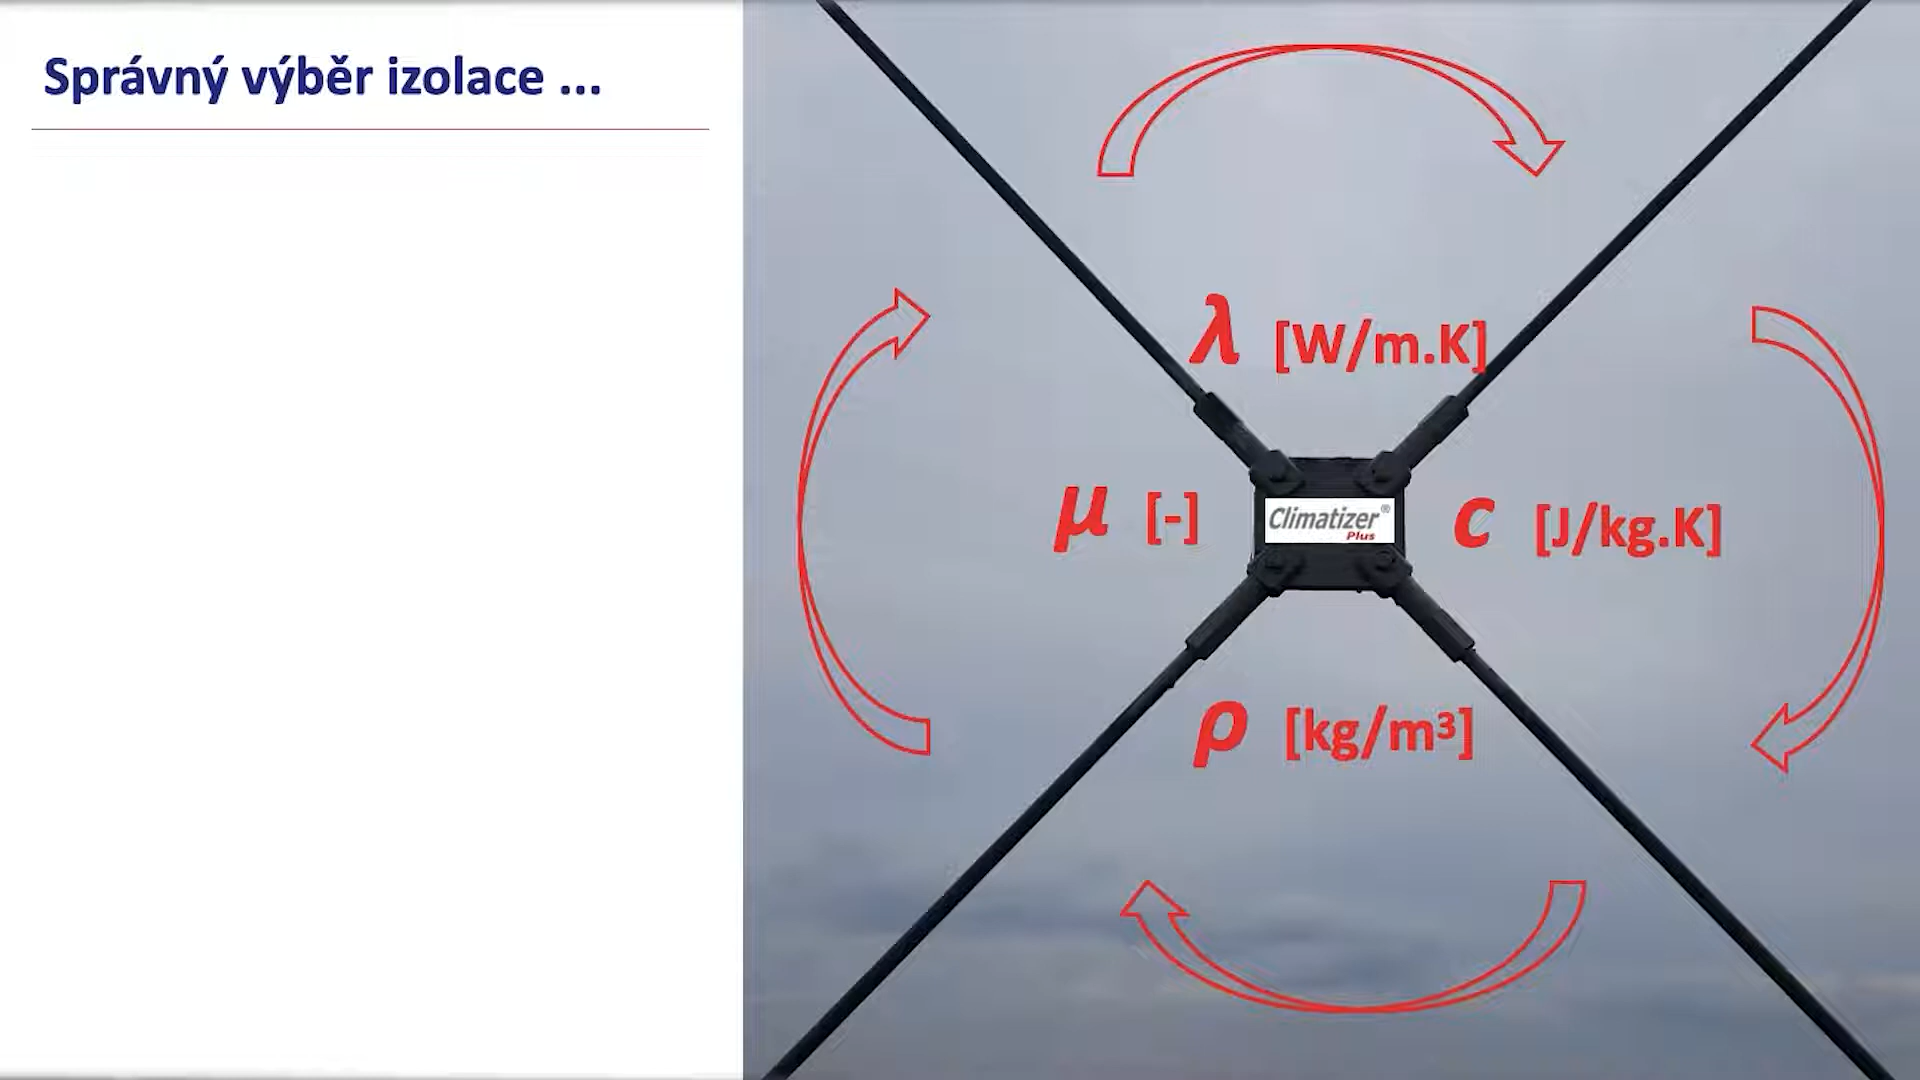 Správný výběr izolace ...
λ [W/m.K]
μ [-]
Climatizer®
Plus
c [J/kg.K]
ρ [kg/m³]